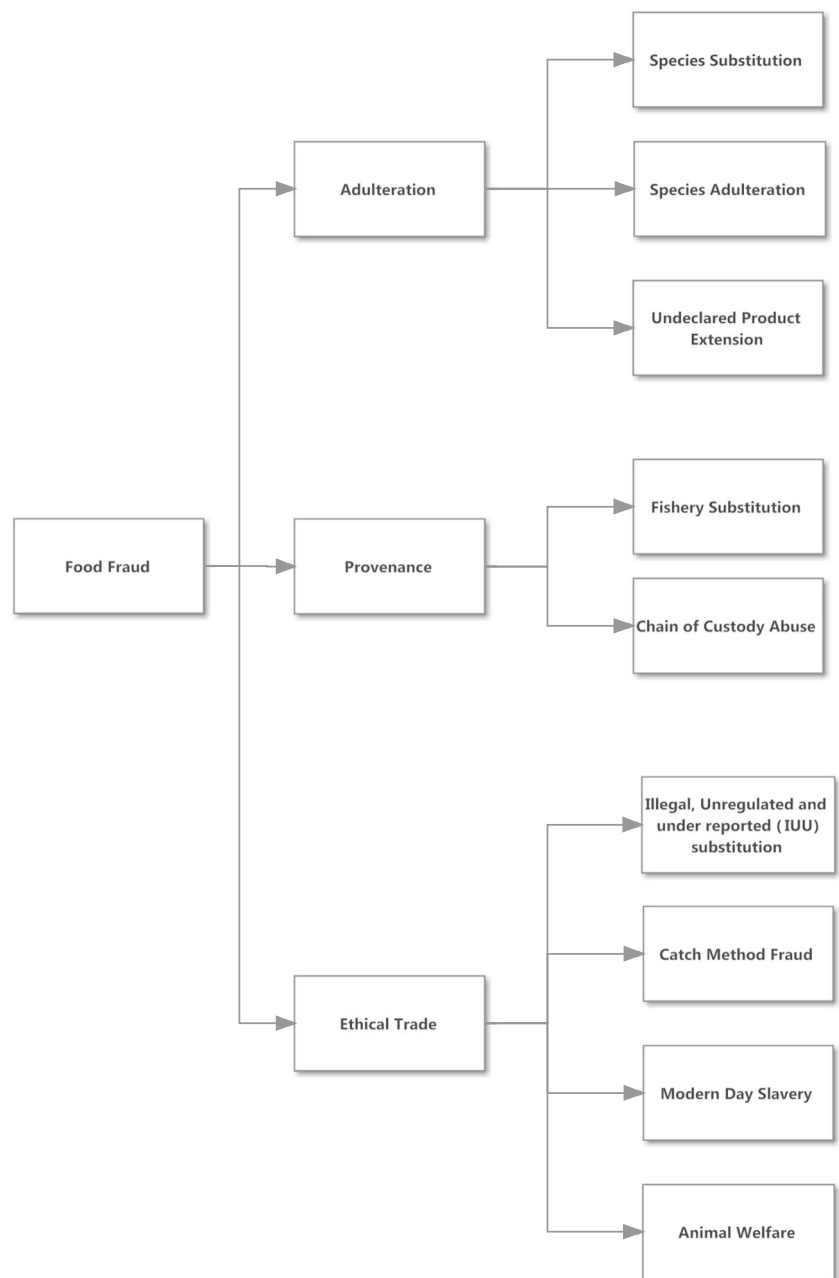 Species Substitution
Adulteration
Species Adulteration
Undeclared Product
Extension
Food Fraud
Provenance
Fishery Substitution
Chain of Custody Abuse
Ethical Trade
Illegal, Unregulated and
under reported (IUU)
substitution
Catch Method Fraud
Modern Day Slavery
Animal Welfare